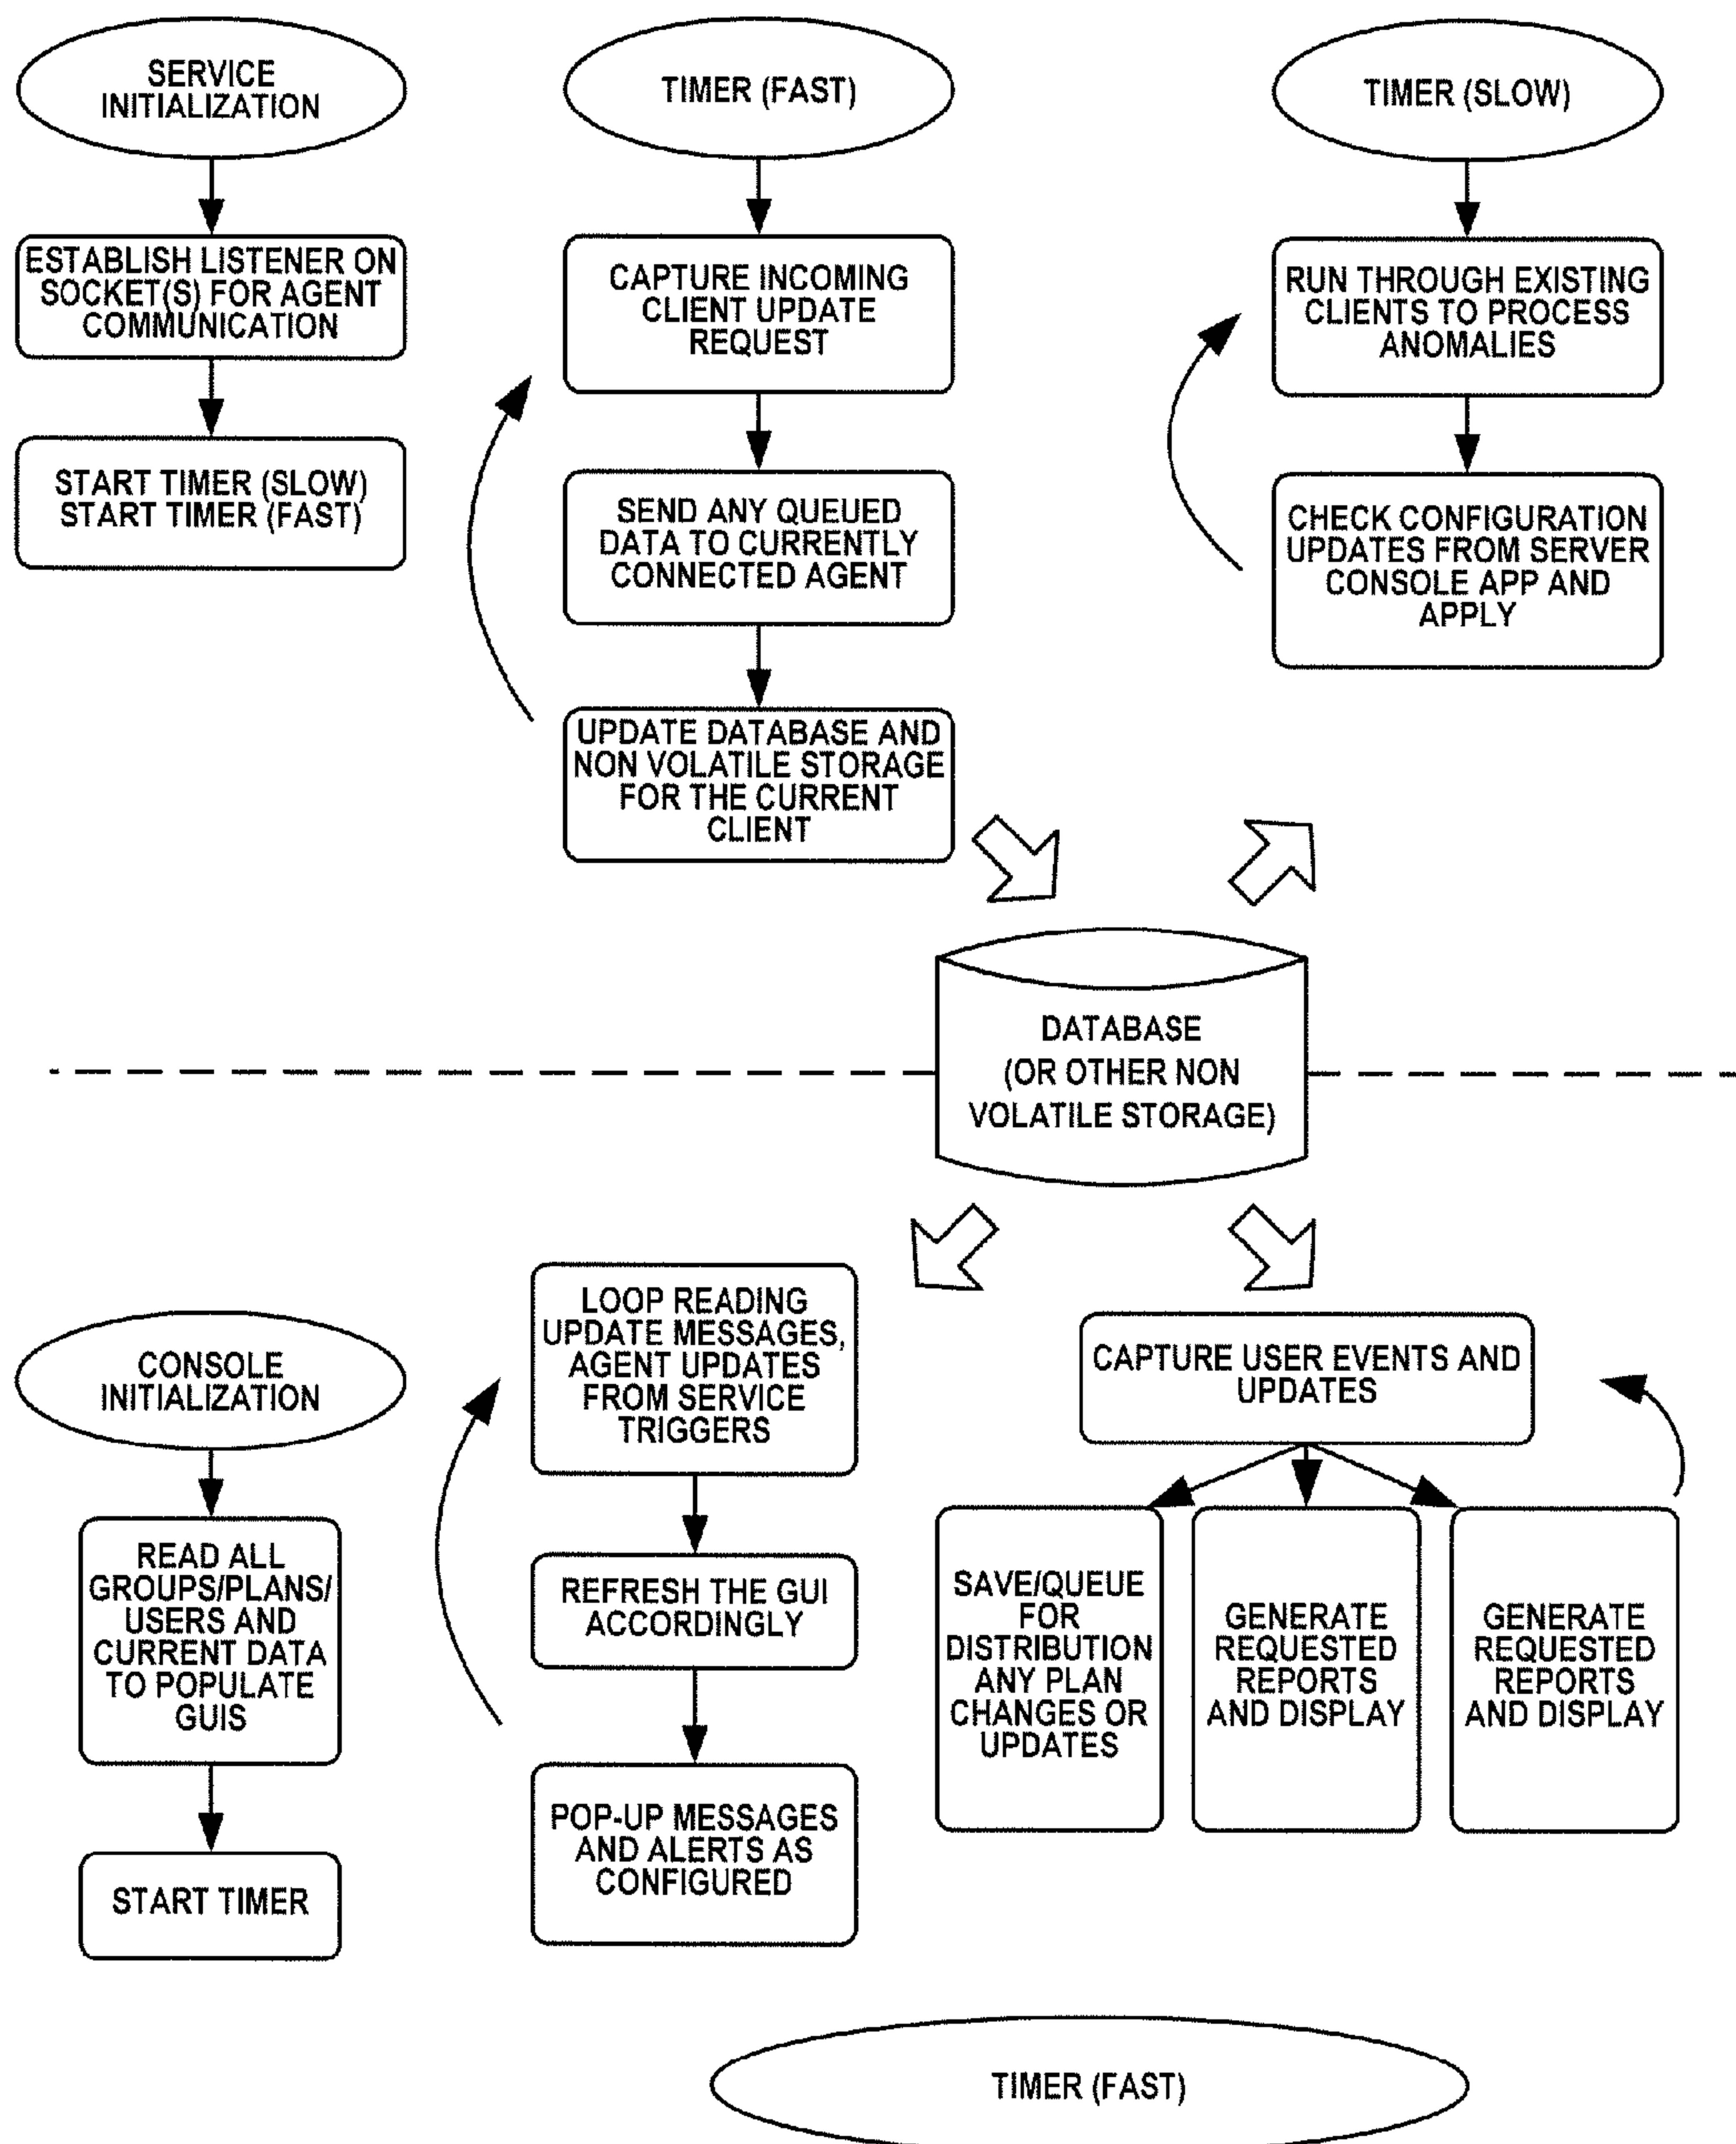 SERVICE
INITIALIZATION
ESTABLISH LISTENER ON
SOCKET(S) FOR AGENT
COMMUNICATION
START TIMER (SLOW)
START TIMER (FAST)
TIMER (FAST)
CAPTURE INCOMING
CLIENT UPDATE
REQUEST
SEND ANY QUEUED
DATA TO CURRENTLY
CONNECTED AGENT
UPDATE DATABASE AND
NON VOLATILE STORAGE
FOR THE CURRENT
CLIENT
TIMER (SLOW)
RUN THROUGH EXISTING
CLIENTS TO PROCESS
ANOMALIES
CHECK CONFIGURATION
UPDATES FROM SERVER
CONSOLE APP AND
APPLY
DATABASE
(OR OTHER NON
VOLATILE STORAGE)
CONSOLE
INITIALIZATION
READ ALL
GROUPS/PLANS/
USERS AND
CURRENT DATA
TO POPULATE
GUIS
START TIMER
LOOP READING
UPDATE MESSAGES,
AGENT UPDATES
FROM SERVICE
TRIGGERS
REFRESH THE GUI
ACCORDINGLY
POP-UP MESSAGES
AND ALERTS AS
CONFIGURED
CAPTURE USER EVENTS AND
UPDATES
SAVE/QUEUE
FOR
DISTRIBUTION
ANY PLAN
CHANGES OR
UPDATES
GENERATE
REQUESTED
REPORTS
AND DISPLAY
GENERATE
REQUESTED
REPORTS
AND DISPLAY
TIMER (FAST)